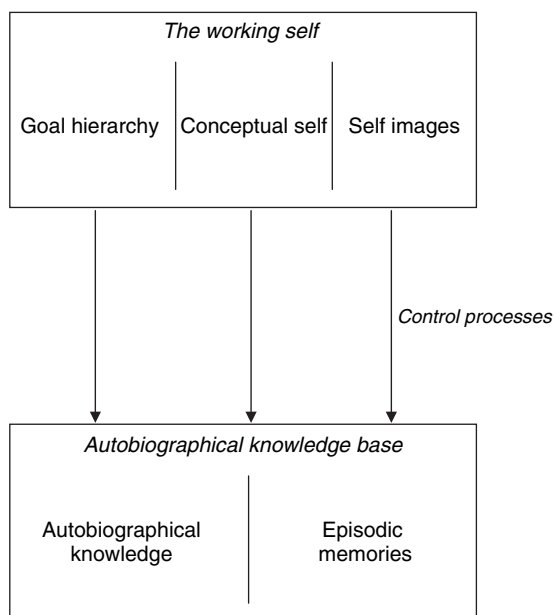 The working self
Goal hierarchy
Conceptual self
Self images
Control processes
Autobiographical knowledge base
Autobiographical
knowledge
Episodic
memories